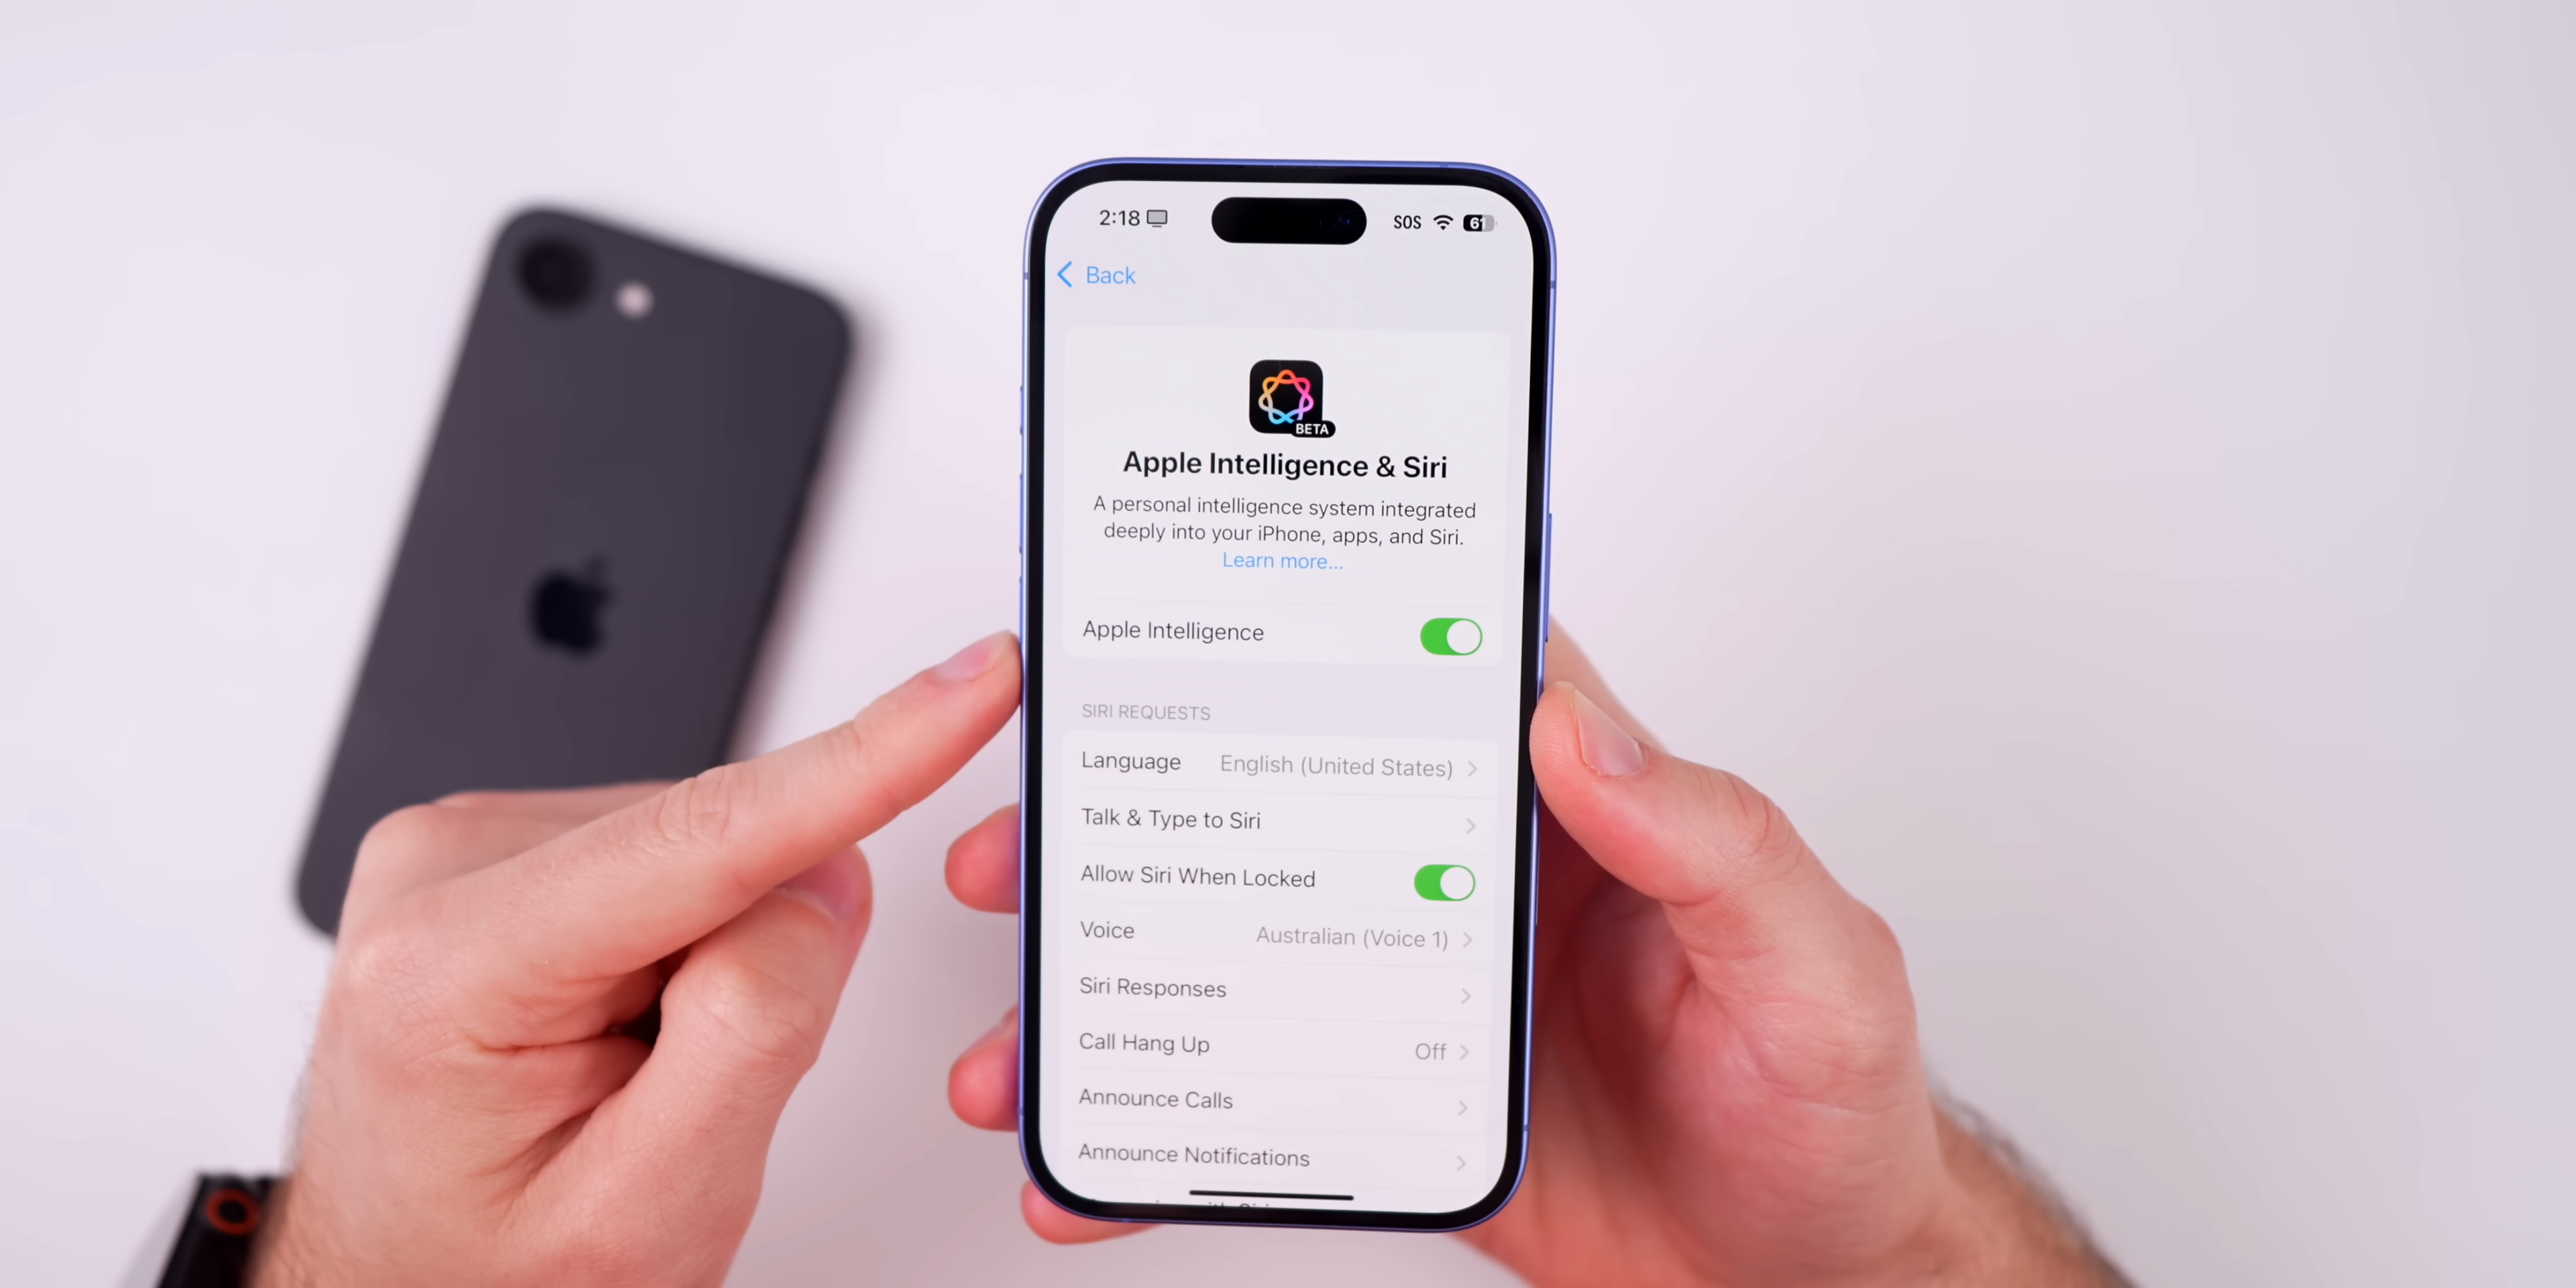 2:18
SOS
61
Back
BETA
Apple Intelligence & Siri
A personal intelligence system integrated
deeply into your iPhone, apps, and Siri.
Learn more...
Apple Intelligence
SIRI REQUESTS
Language English (United States)
Talk & Type to Siri
Allow Siri When Locked
Voice Australian (Voice 1)
Siri Responses
Call Hang Up Off
Announce Calls
Announce Notifications
with Siri